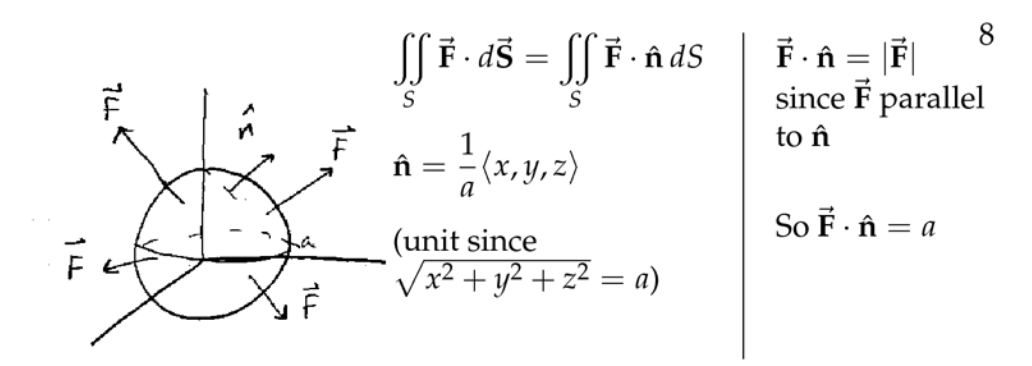 8
F⃗
n̂
F⃗
a
F⃗
F⃗
∬_S F⃗ · dS⃗ = ∬_S F⃗ · n̂ dS
n̂ = 1/a ⟨x, y, z⟩
(unit since
√(x² + y² + z²) = a)
F⃗ · n̂ = |F⃗|
since F⃗ parallel
to n̂
So F⃗ · n̂ = a